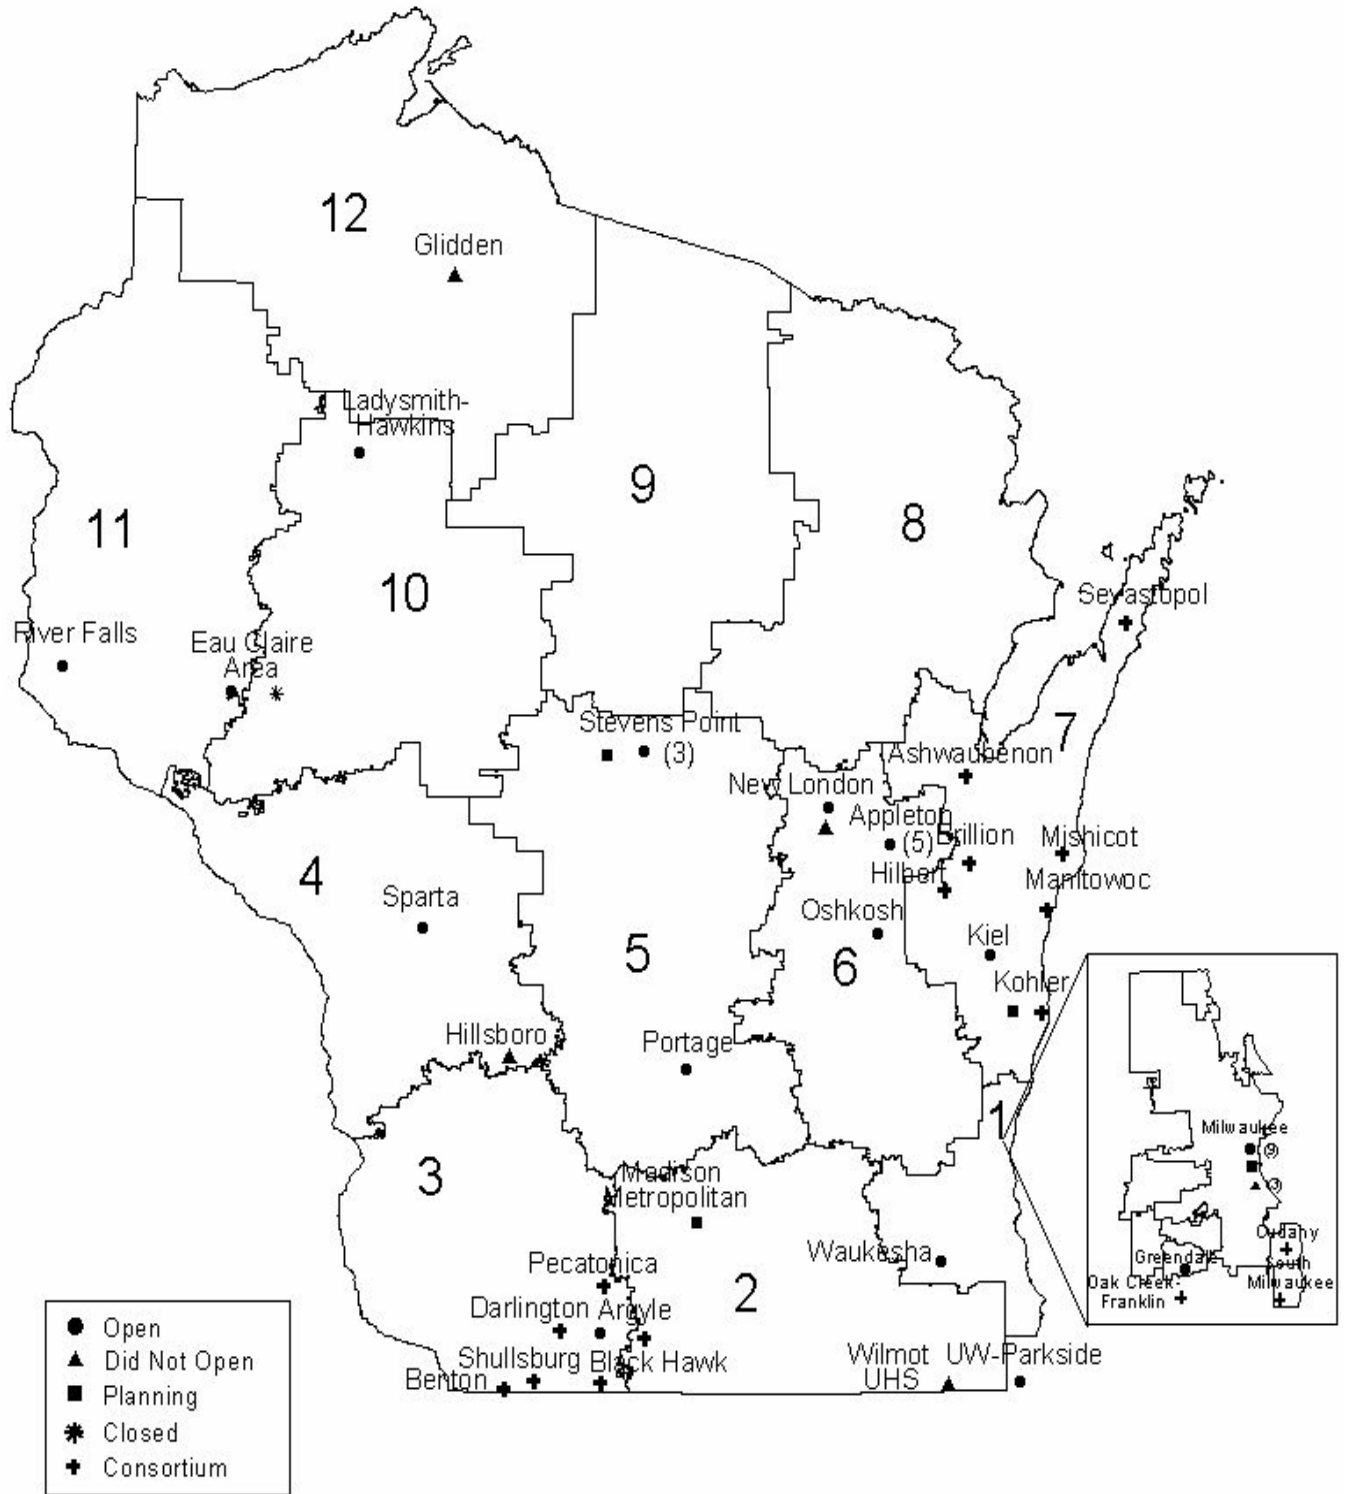 12
Glidden
Ladysmith-
Hawkins
9
11
8
10
Sevastopol
River Falls
Eau Claire
Area
7
Stevens Point
(3)
Ashwaubenon
New London
Appleton
(5)
Brillion
Mishicot
4
Hilbert
Manitowoc
Sparta
Oshkosh
Kiel
5
6
Kohler
Hillsboro
Portage
1
Milwaukee
(9)
3
Madison
Metropolitan
(3)
Cudahy
Waukesha
Greendale
South
Milwaukee
Pecatonica
Oak Creek-
Franklin
2
Darlington
Argyle
Shullsburg
Black Hawk
Wilmot
UHS
UW-Parkside
Benton
Open
Did Not Open
Planning
Closed
Consortium